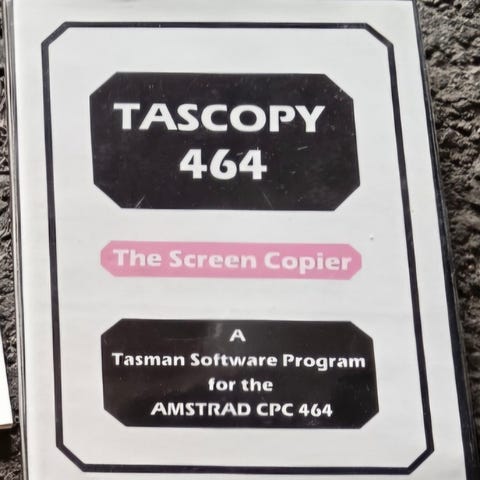 TASCOPY
464
The Screen Copier
A
Tasman Software Program
for the
AMSTRAD CPC 464